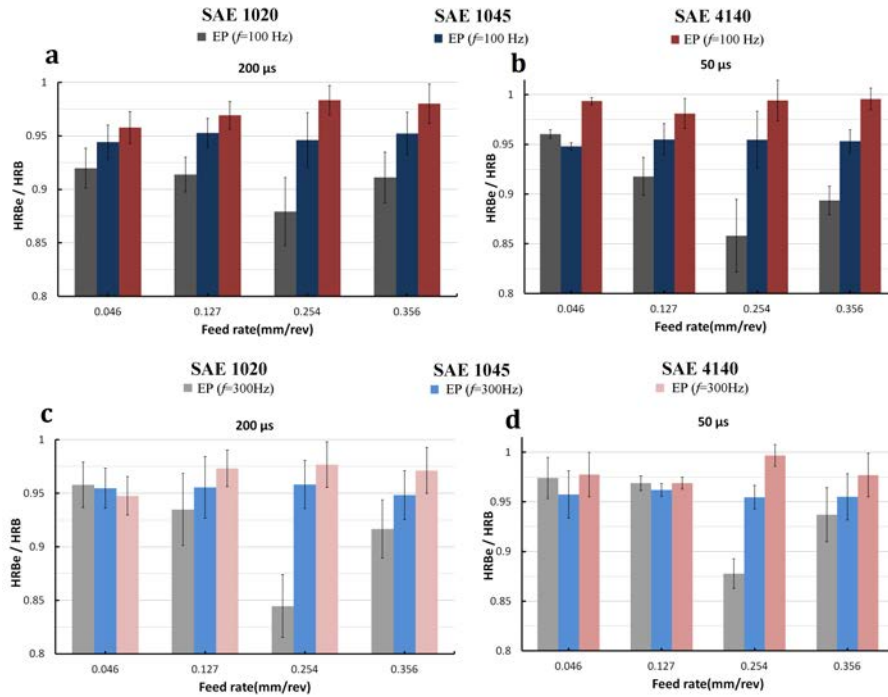 SAE 1020 SAE 1045 SAE 4140
EP (f=100 Hz) EP (f=100 Hz) EP (f=100 Hz)
a
200 µs
HRBe / HRB
1
0.95
0.9
0.85
0.8
0.046 0.127 0.254 0.356
Feed rate(mm/rev)
b
50 µs
HRBe / HRB
1
0.95
0.9
0.85
0.8
0.046 0.127 0.254 0.356
Feed rate(mm/rev)
SAE 1020 SAE 1045 SAE 4140
EP (f=300Hz) EP (f=300Hz) EP (f=300Hz)
c
200 µs
HRBe / HRB
1
0.95
0.9
0.85
0.8
0.046 0.127 0.254 0.356
Feed rate(mm/rev)
d
50 µs
HRBe / HRB
1
0.95
0.9
0.85
0.8
0.046 0.127 0.254 0.356
Feed rate(mm/rev)